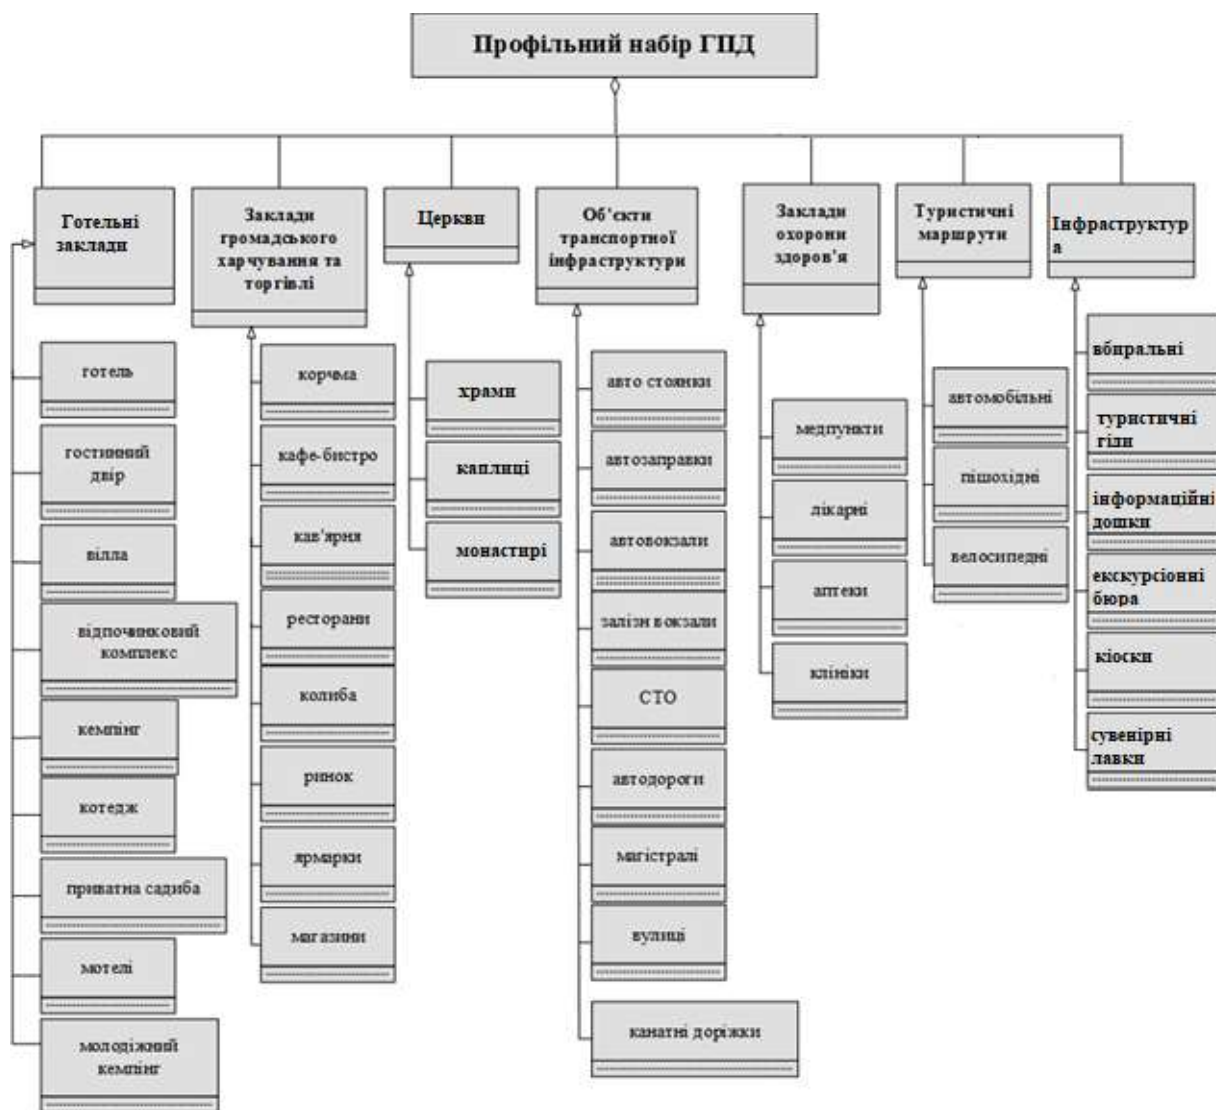 Профільний набір ГПД
Готельні
заклади
Заклади
громадського
харчування та
торгівлі
Церкви
Об'єкти
транспортної
інфраструктури
Заклади
охорони
здоров'я
Туристичні
маршрути
Інфраструктур
а
готель
гостинний
двір
вілла
відпочинковий
комплекс
кемпінг
котедж
приватна садиба
мотелі
молодіжний
кемпінг
корчма
кафе-бистро
кав'ярня
ресторани
колиба
ринок
ярмарки
магазини
храми
каплиці
монастирі
авто стоянки
автозаправки
автовокзали
залізн вокзали
СТО
автодороги
магістралі
вулиці
канатні доріжки
медпункти
лікарні
аптеки
клініки
автомобільні
пішохідні
велосипедні
вбиральні
туристичні
гіди
інформаційні
дошки
екскурсіонні
бюра
кіоски
сувенірні
лавки